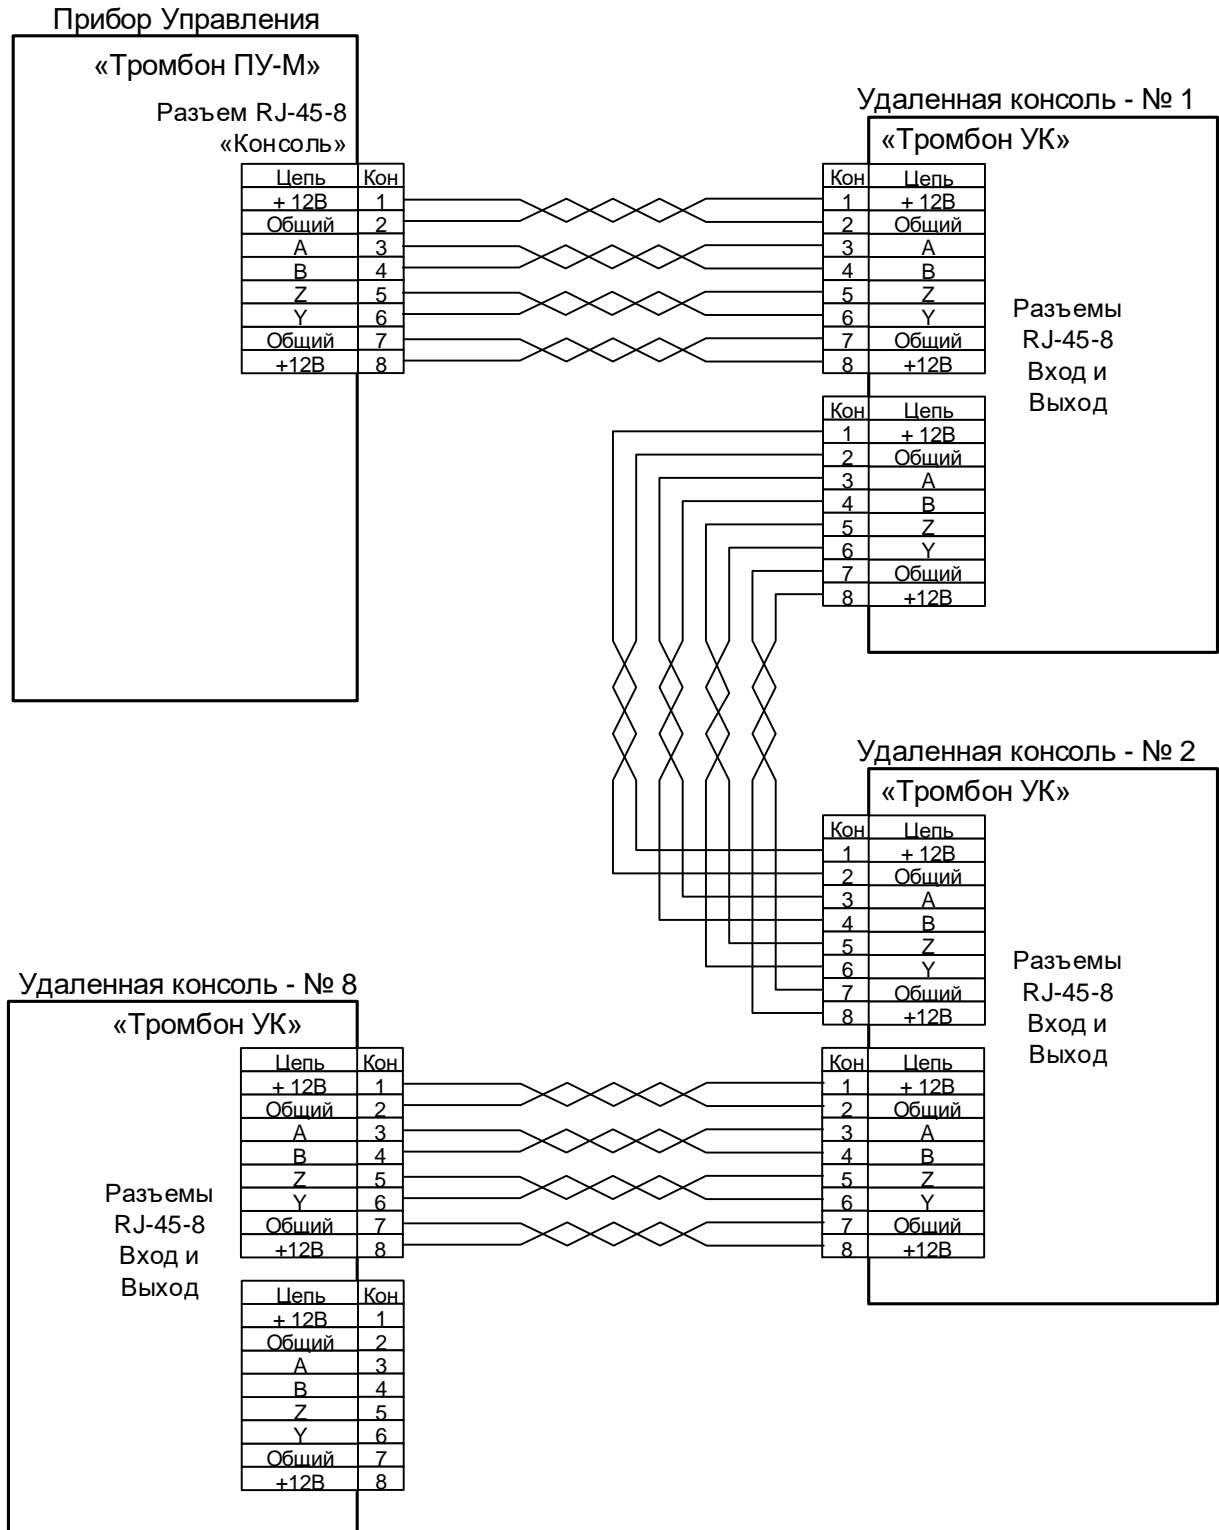 Прибор Управления
«Тромбон ПУ-М»
Разъем RJ-45-8
«Консоль»
Цепь Кон
+ 12В 1
Общий 2
А 3
В 4
Z 5
Y 6
Общий 7
+12В 8
Удаленная консоль - № 1
«Тромбон УК»
Кон Цепь
1 + 12В
2 Общий
3 А
4 В
5 Z
6 Y
7 Общий
8 +12В
Разъемы
RJ-45-8
Вход и
Выход
Кон Цепь
1 + 12В
2 Общий
3 А
4 В
5 Z
6 Y
7 Общий
8 +12В
Удаленная консоль - № 2
«Тромбон УК»
Кон Цепь
1 + 12В
2 Общий
3 А
4 В
5 Z
6 Y
7 Общий
8 +12В
Разъемы
RJ-45-8
Вход и
Выход
Кон Цепь
1 + 12В
2 Общий
3 А
4 В
5 Z
6 Y
7 Общий
8 +12В
Удаленная консоль - № 8
«Тромбон УК»
Цепь Кон
+ 12В 1
Общий 2
А 3
В 4
Z 5
Y 6
Общий 7
+12В 8
Разъемы
RJ-45-8
Вход и
Выход
Цепь Кон
+ 12В 1
Общий 2
А 3
В 4
Z 5
Y 6
Общий 7
+12В 8